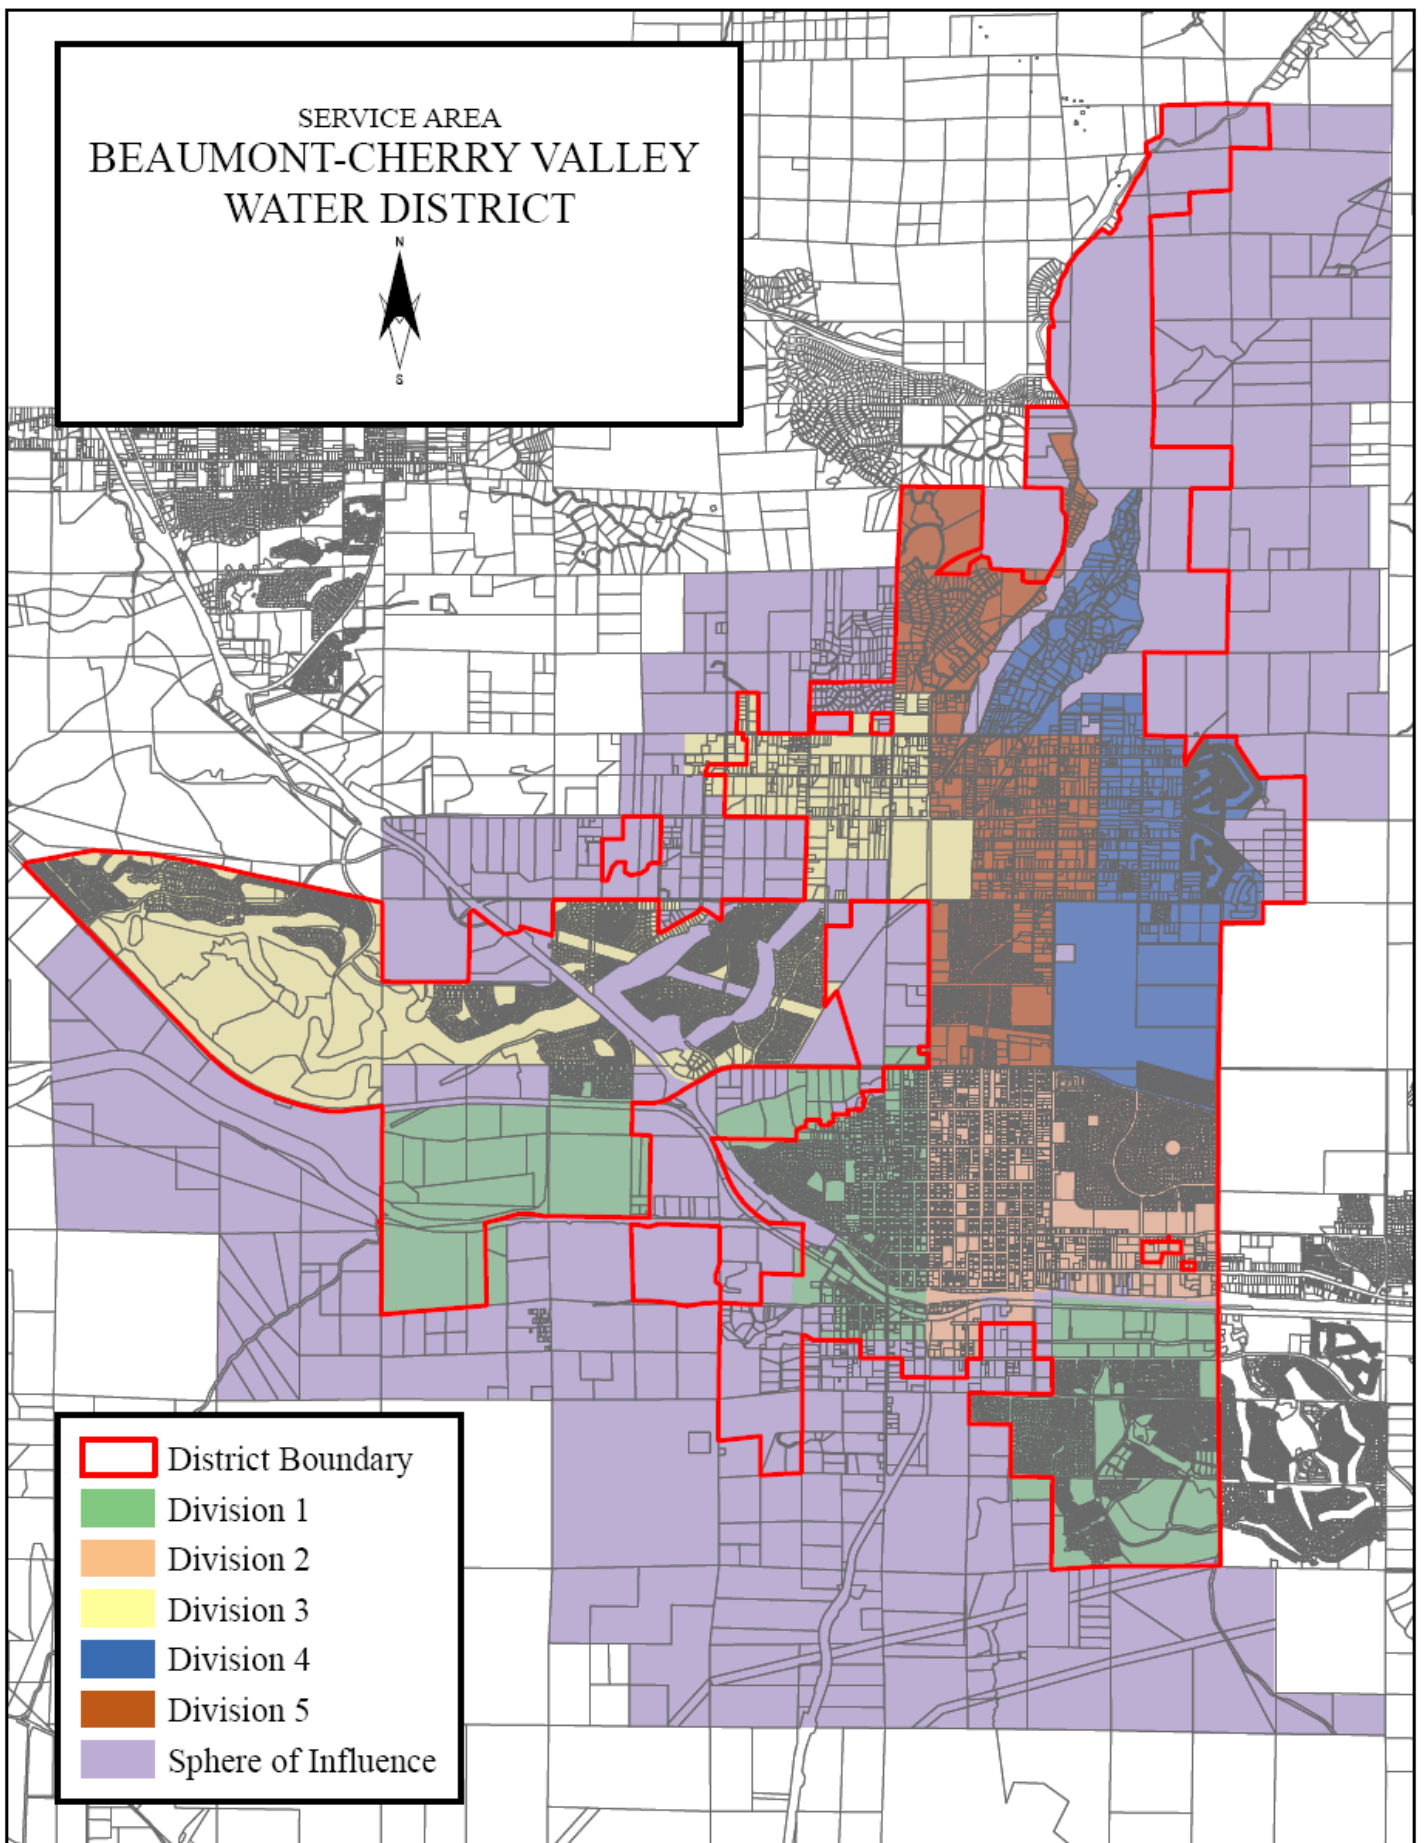 SERVICE AREA
BEAUMONT-CHERRY VALLEY
WATER DISTRICT
N
S
District Boundary
Division 1
Division 2
Division 3
Division 4
Division 5
Sphere of Influence